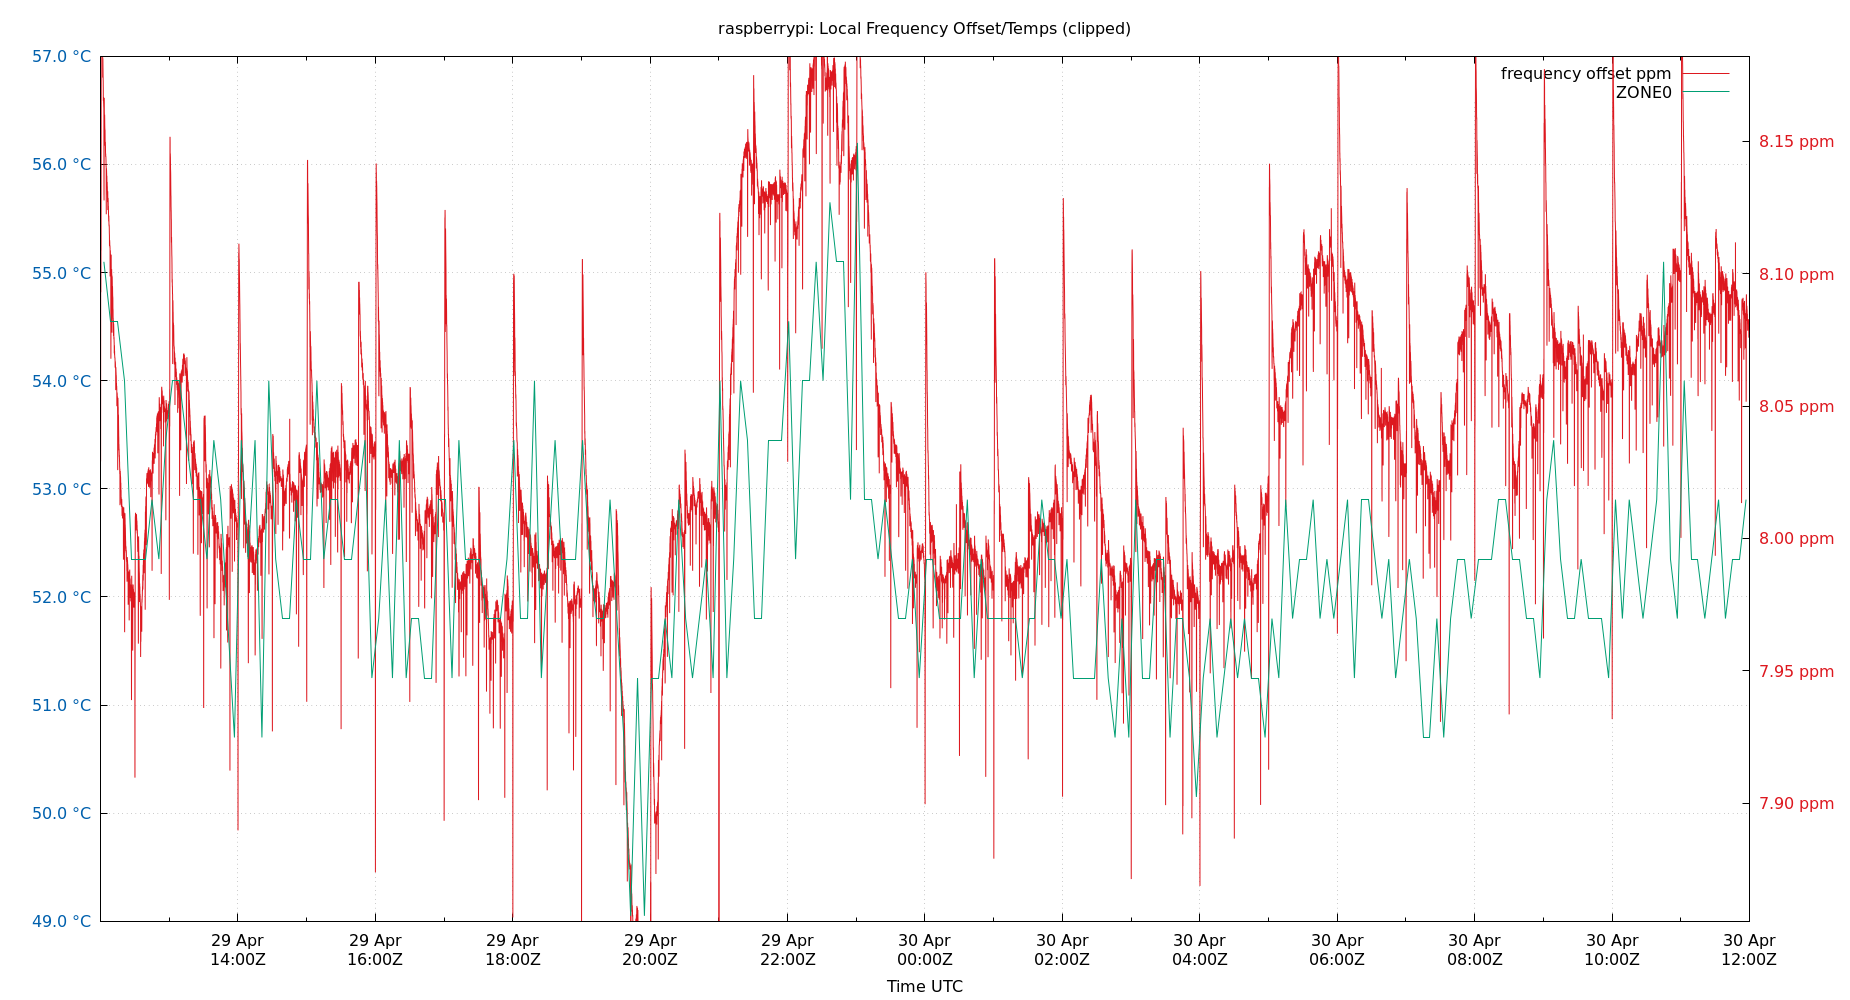 raspberrypi: Local Frequency Offset/Temps (clipped)
frequency offset ppm
ZONE0
57.0 °C
56.0 °C
55.0 °C
54.0 °C
53.0 °C
52.0 °C
51.0 °C
50.0 °C
49.0 °C
8.15 ppm
8.10 ppm
8.05 ppm
8.00 ppm
7.95 ppm
7.90 ppm
29 Apr 29 Apr 29 Apr 29 Apr 29 Apr 30 Apr 30 Apr 30 Apr 30 Apr 30 Apr 30 Apr 30 Apr
14:00Z 16:00Z 18:00Z 20:00Z 22:00Z 00:00Z 02:00Z 04:00Z 06:00Z 08:00Z 10:00Z 12:00Z
Time UTC